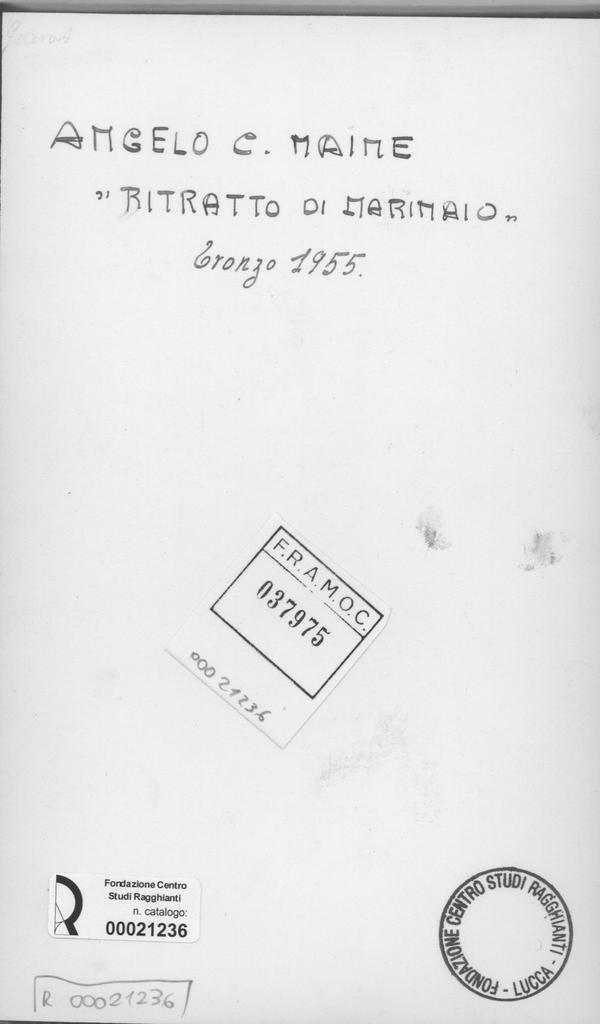 ANGELO C. MAINE
"RITRATTO DI MARINAIO"
Bronzo 1955.
F.R.A.M.O.C.
037975
00021236
Fondazione Centro
Studi Ragghianti
n. catalogo:
00021236
FONDAZIONE CENTRO STUDI RAGGHIANTI - LUCCA -
R 00021236